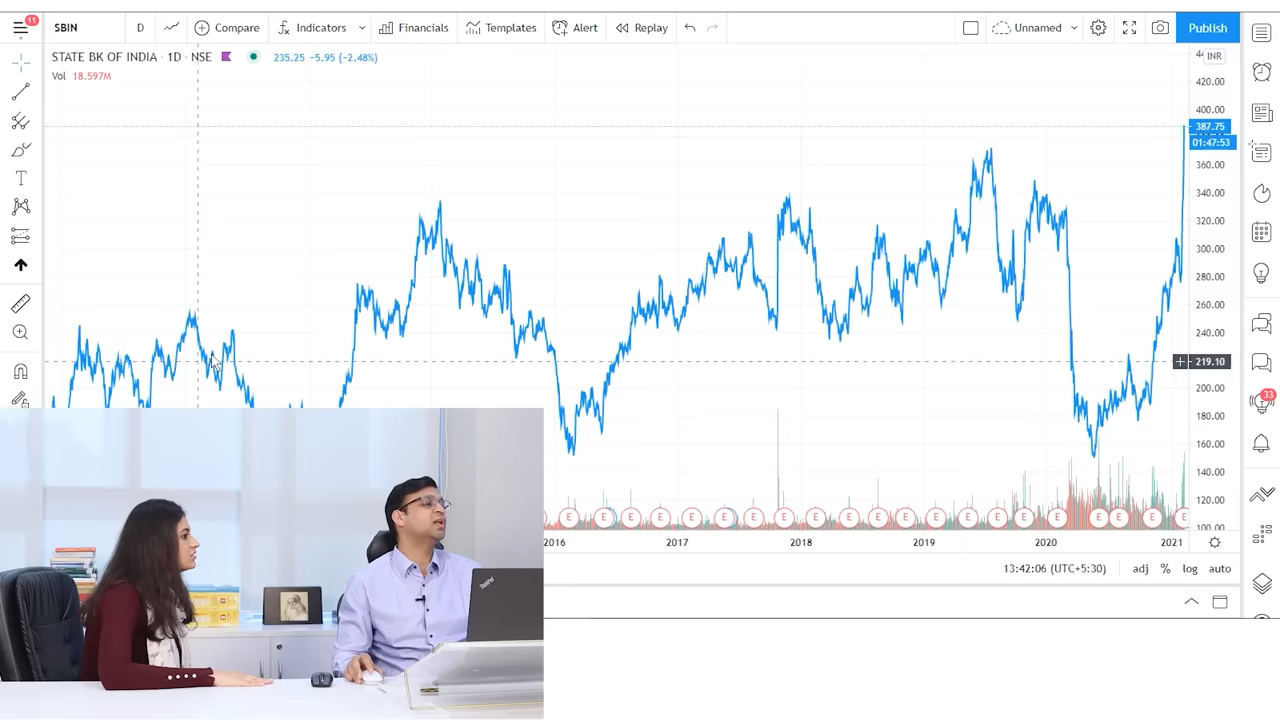 11
SBIN
D
Compare
Indicators
Financials
Templates
Alert
Replay
Unnamed
Publish
STATE BK OF INDIA · 1D · NSE
235.25 −5.95 (−2.48%)
Vol 18.597M
INR
420.00
400.00
387.75
01:47:53
360.00
340.00
320.00
300.00
280.00
260.00
240.00
219.10
200.00
180.00
160.00
140.00
120.00
100.00
33
E E E E E E E E E E E E E E E E E E E E
2016 2017 2018 2019 2020 2021
13:42:06 (UTC+5:30)
adj % log auto
ThinkPad